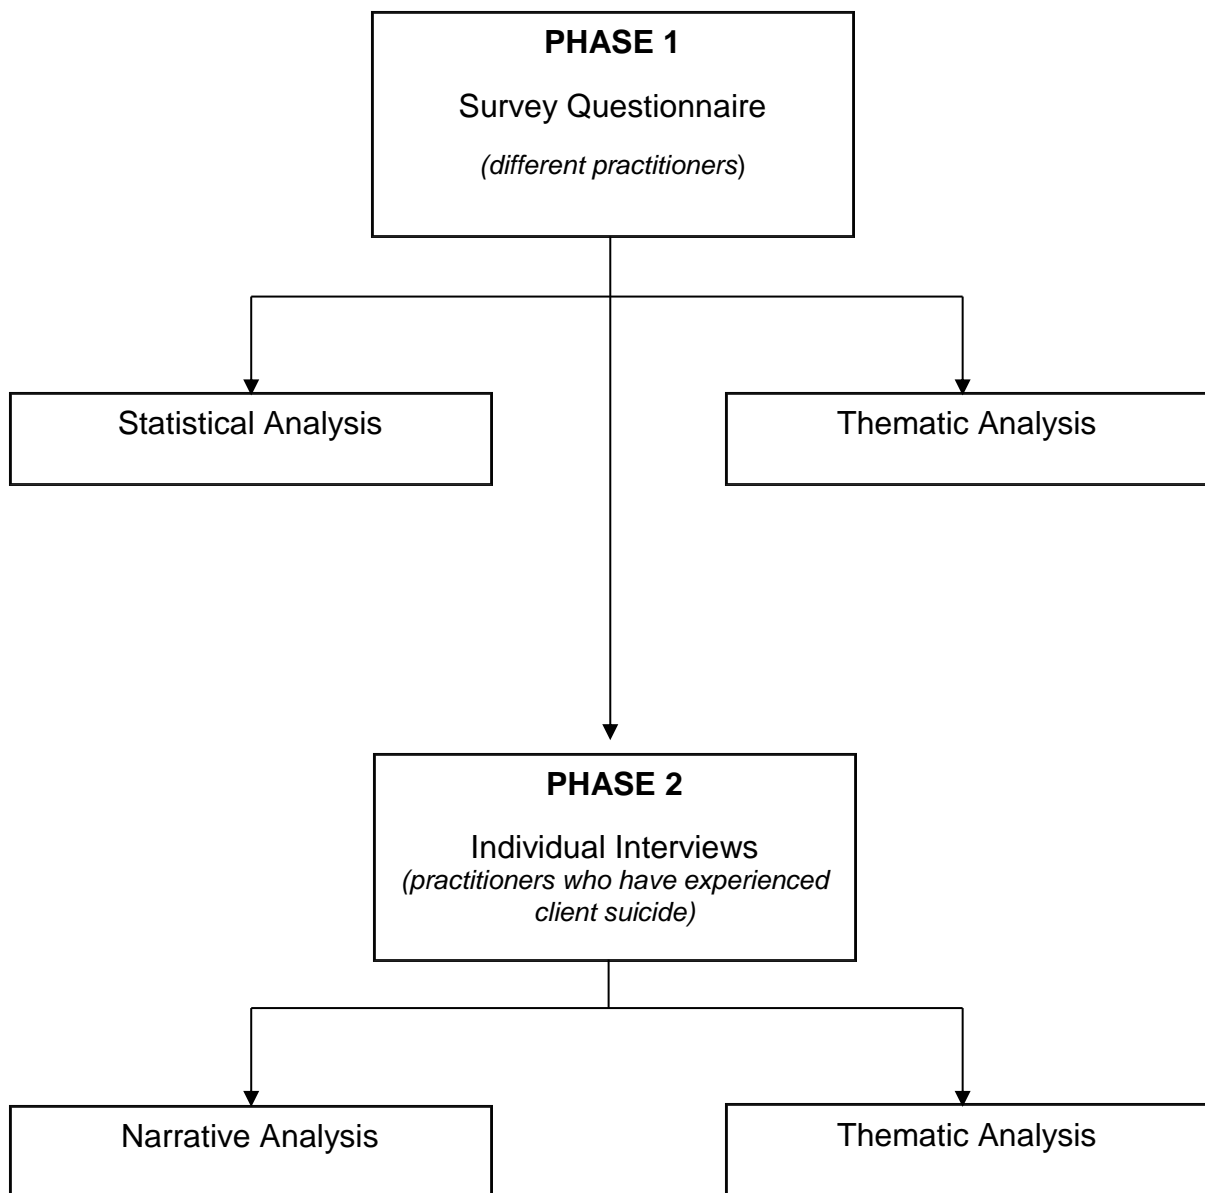 PHASE 1
Survey Questionnaire
(different practitioners)
Statistical Analysis
Thematic Analysis
PHASE 2
Individual Interviews
(practitioners who have experienced
client suicide)
Narrative Analysis
Thematic Analysis